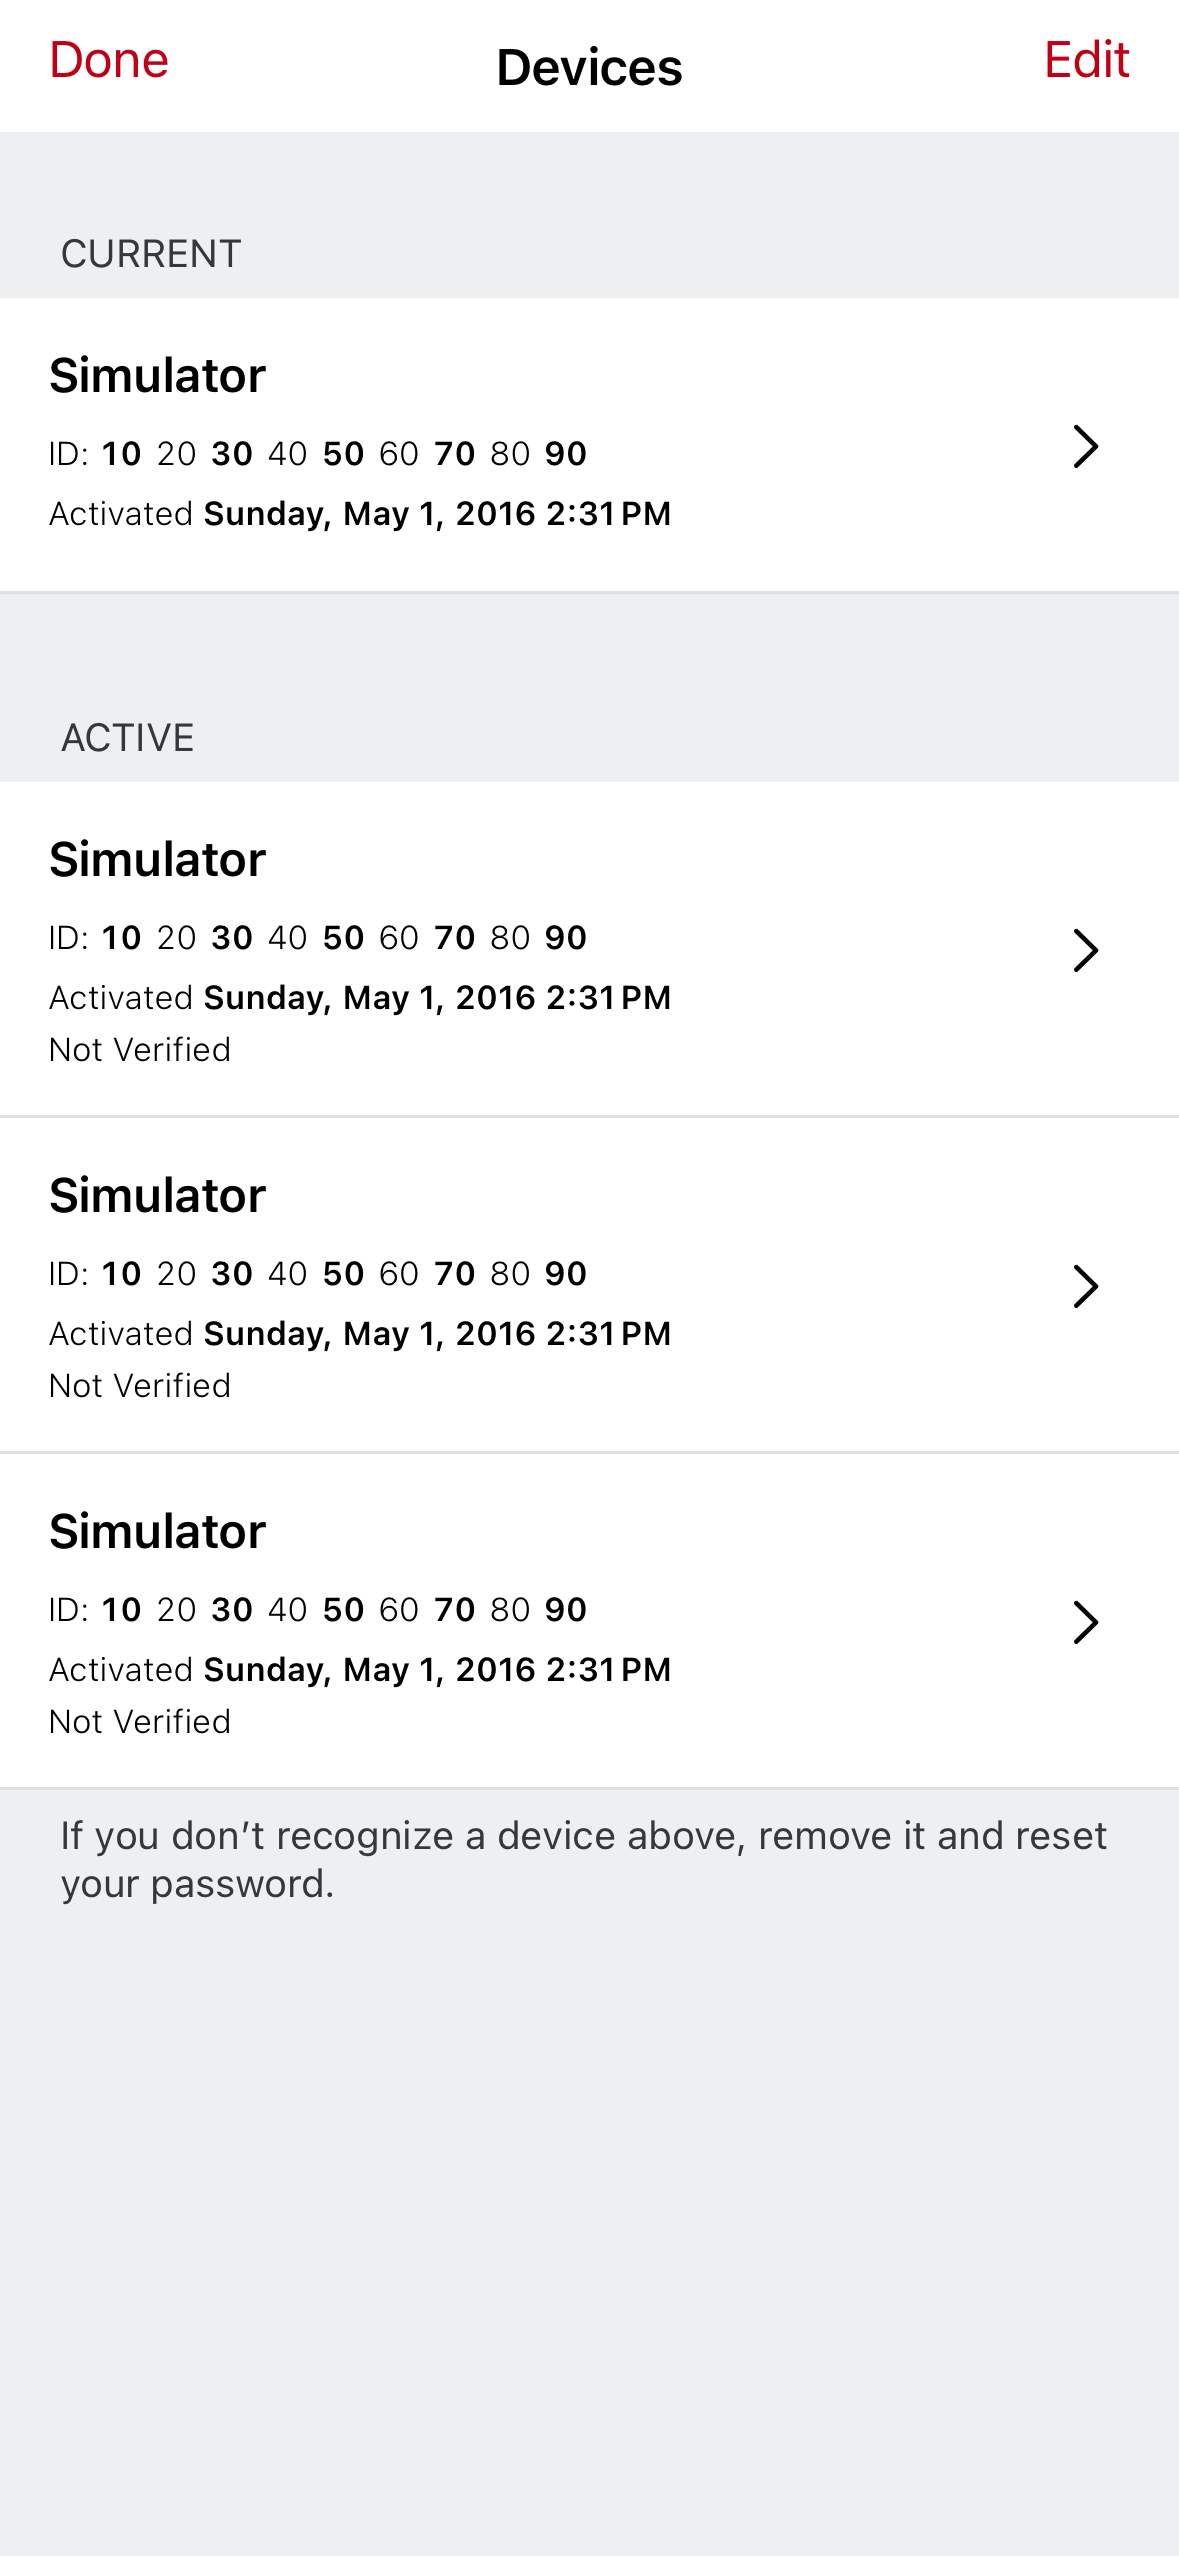 Done
Devices
Edit
CURRENT
Simulator
ID: 10 20 30 40 50 60 70 80 90
Activated Sunday, May 1, 2016 2:31 PM
ACTIVE
Simulator
ID: 10 20 30 40 50 60 70 80 90
Activated Sunday, May 1, 2016 2:31 PM
Not Verified
Simulator
ID: 10 20 30 40 50 60 70 80 90
Activated Sunday, May 1, 2016 2:31 PM
Not Verified
Simulator
ID: 10 20 30 40 50 60 70 80 90
Activated Sunday, May 1, 2016 2:31 PM
Not Verified
If you don’t recognize a device above, remove it and reset
your password.